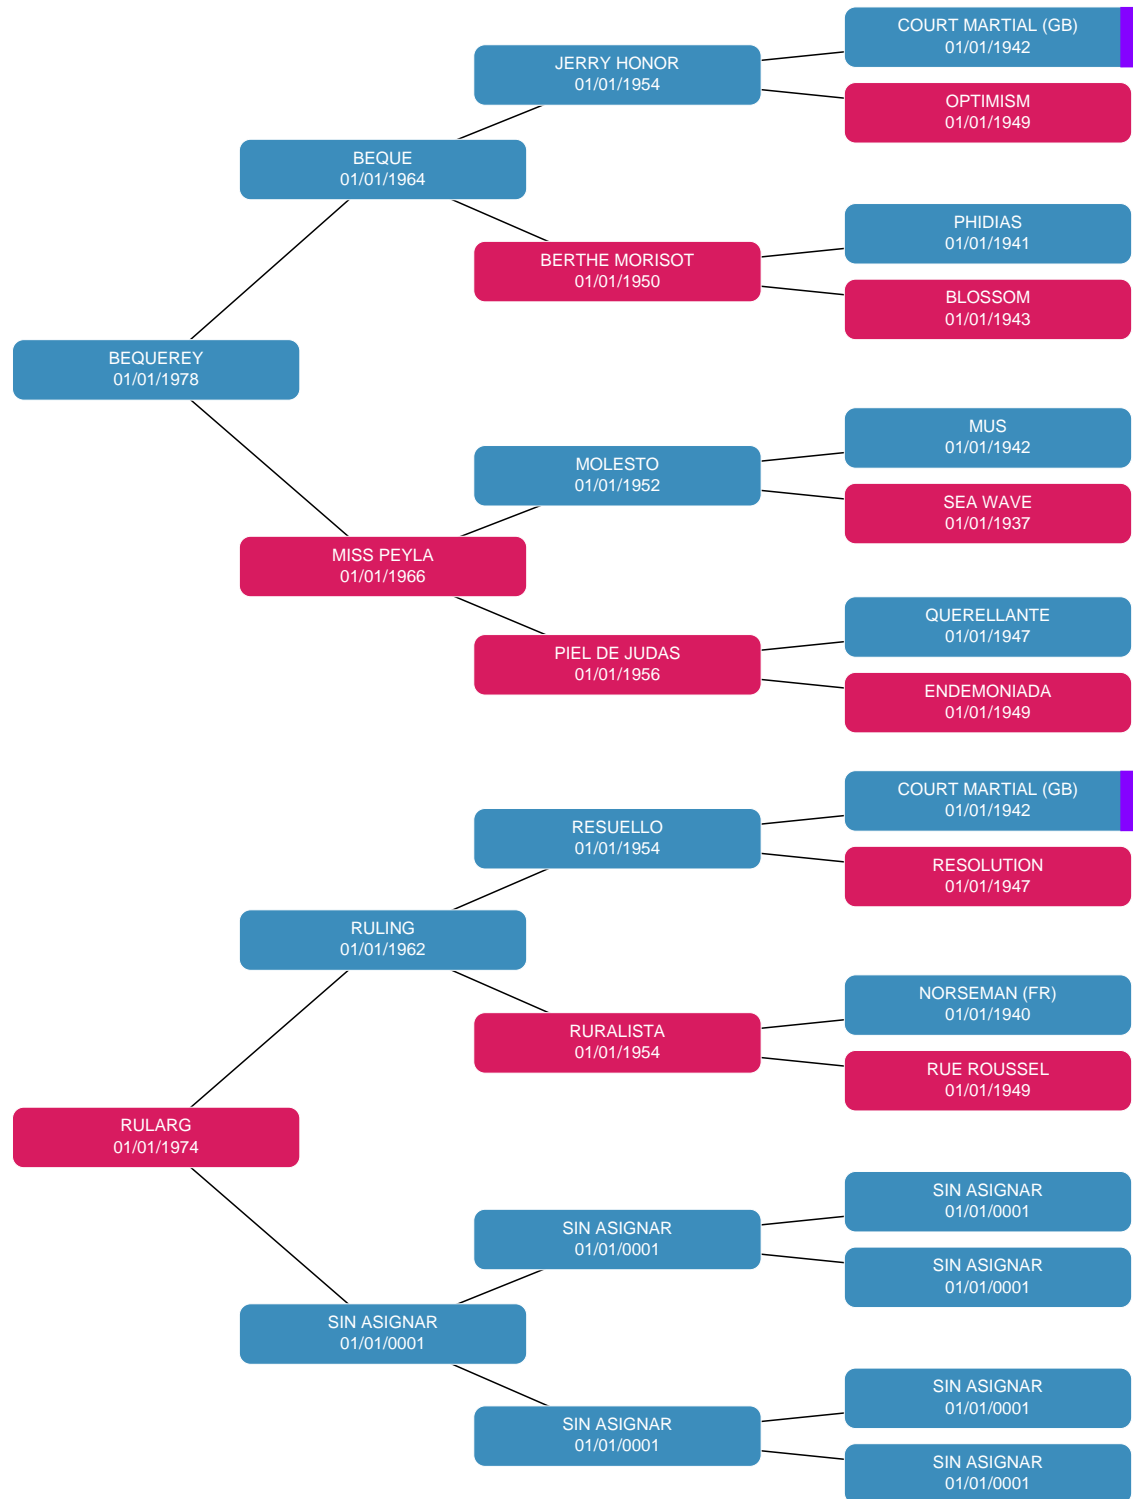 COURT MARTIAL (GB)
01/01/1942
JERRY HONOR
01/01/1954
OPTIMISM
01/01/1949
BEQUE
01/01/1964
PHIDIAS
01/01/1941
BERTHE MORISOT
01/01/1950
BLOSSOM
01/01/1943
BEQUEREY
01/01/1978
MUS
01/01/1942
MOLESTO
01/01/1952
SEA WAVE
01/01/1937
MISS PEYLA
01/01/1966
QUERELLANTE
01/01/1947
PIEL DE JUDAS
01/01/1956
ENDEMONIADA
01/01/1949
COURT MARTIAL (GB)
01/01/1942
RESUELLO
01/01/1954
RESOLUTION
01/01/1947
RULING
01/01/1962
NORSEMAN (FR)
01/01/1940
RURALISTA
01/01/1954
RUE ROUSSEL
01/01/1949
RULARG
01/01/1974
SIN ASIGNAR
01/01/0001
SIN ASIGNAR
01/01/0001
SIN ASIGNAR
01/01/0001
SIN ASIGNAR
01/01/0001
SIN ASIGNAR
01/01/0001
SIN ASIGNAR
01/01/0001
SIN ASIGNAR
01/01/0001